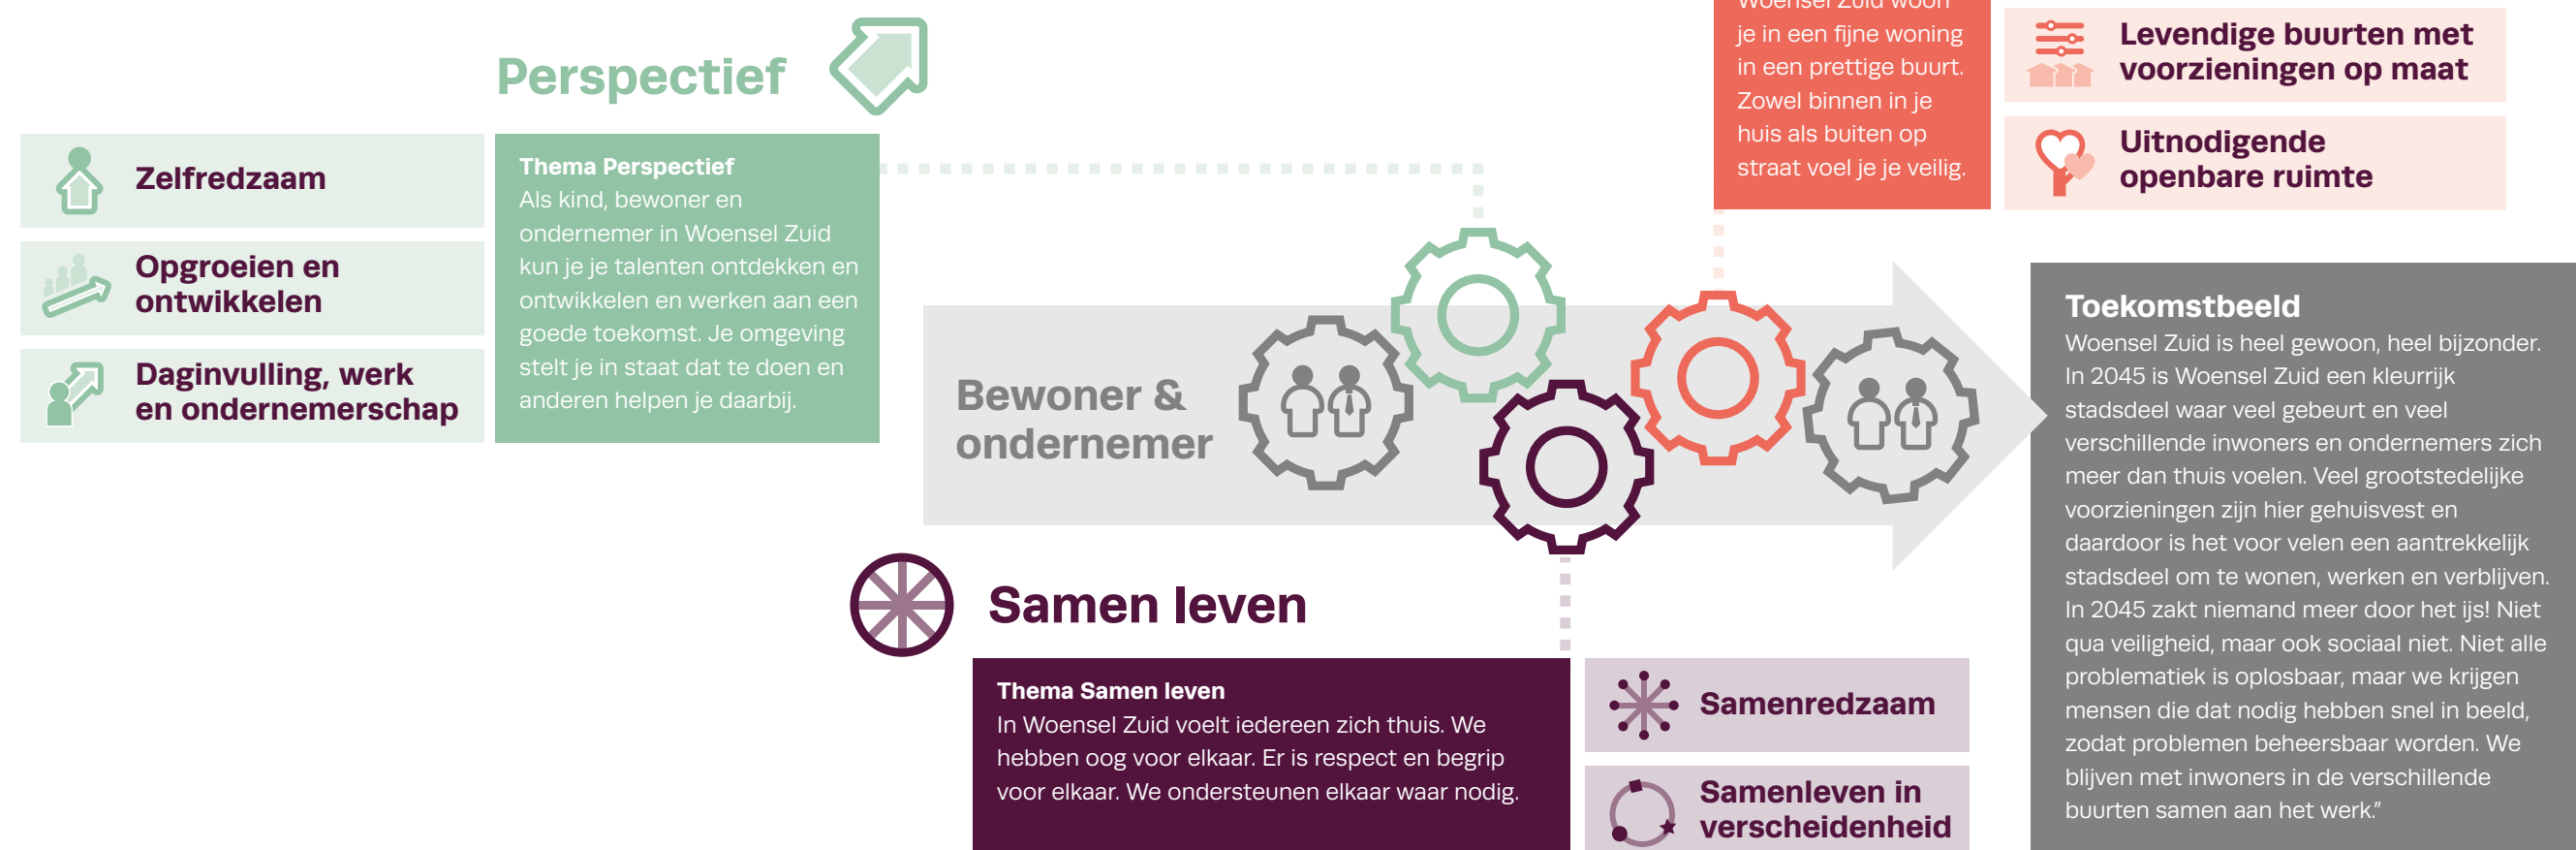 Perspectief
Zelfredzaam
Opgroeien en
ontwikkelen
Daginvulling, werk
en ondernemerschap
Thema Perspectief
Als kind, bewoner en
ondernemer in Woensel Zuid
kun je je talenten ontdekken en
ontwikkelen en werken aan een
goede toekomst. Je omgeving
stelt je in staat dat te doen en
anderen helpen je daarbij.
Woensel Zuid woon
je in een fijne woning
in een prettige buurt.
Zowel binnen in je
huis als buiten op
straat voel je je veilig.
Levendige buurten met
voorzieningen op maat
Uitnodigende
openbare ruimte
Bewoner &
ondernemer
Samen leven
Thema Samen leven
In Woensel Zuid voelt iedereen zich thuis. We
hebben oog voor elkaar. Er is respect en begrip
voor elkaar. We ondersteunen elkaar waar nodig.
Samenredzaam
Samenleven in
verscheidenheid
Toekomstbeeld
Woensel Zuid is heel gewoon, heel bijzonder.
In 2045 is Woensel Zuid een kleurrijk
stadsdeel waar veel gebeurt en veel
verschillende inwoners en ondernemers zich
meer dan thuis voelen. Veel grootstedelijke
voorzieningen zijn hier gehuisvest en
daardoor is het voor velen een aantrekkelijk
stadsdeel om te wonen, werken en verblijven.
In 2045 zakt niemand meer door het ijs! Niet
qua veiligheid, maar ook sociaal niet. Niet alle
problematiek is oplosbaar, maar we krijgen
mensen die dat nodig hebben snel in beeld,
zodat problemen beheersbaar worden. We
blijven met inwoners in de verschillende
buurten samen aan het werk.”